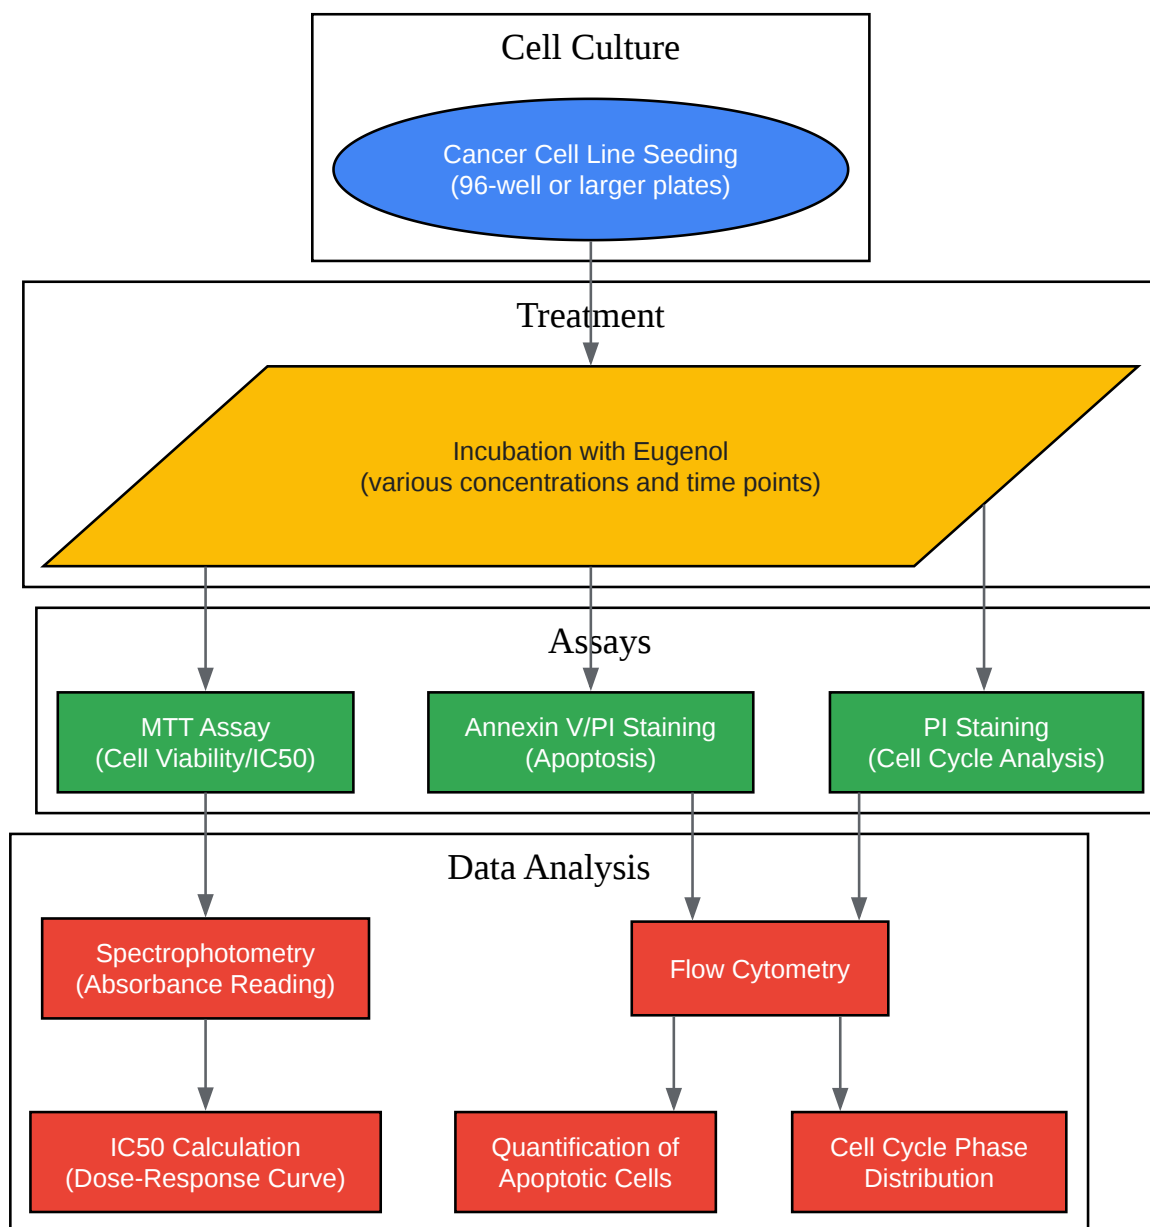 Cell Culture
Cancer Cell Line Seeding
(96-well or larger plates)
Treatment
Incubation with Eugenol
(various concentrations and time points)
Assays
MTT Assay
(Cell Viability/IC50)
Annexin V/PI Staining
(Apoptosis)
PI Staining
(Cell Cycle Analysis)
Data Analysis
Spectrophotometry
(Absorbance Reading)
Flow Cytometry
IC50 Calculation
(Dose-Response Curve)
Quantification of
Apoptotic Cells
Cell Cycle Phase
Distribution